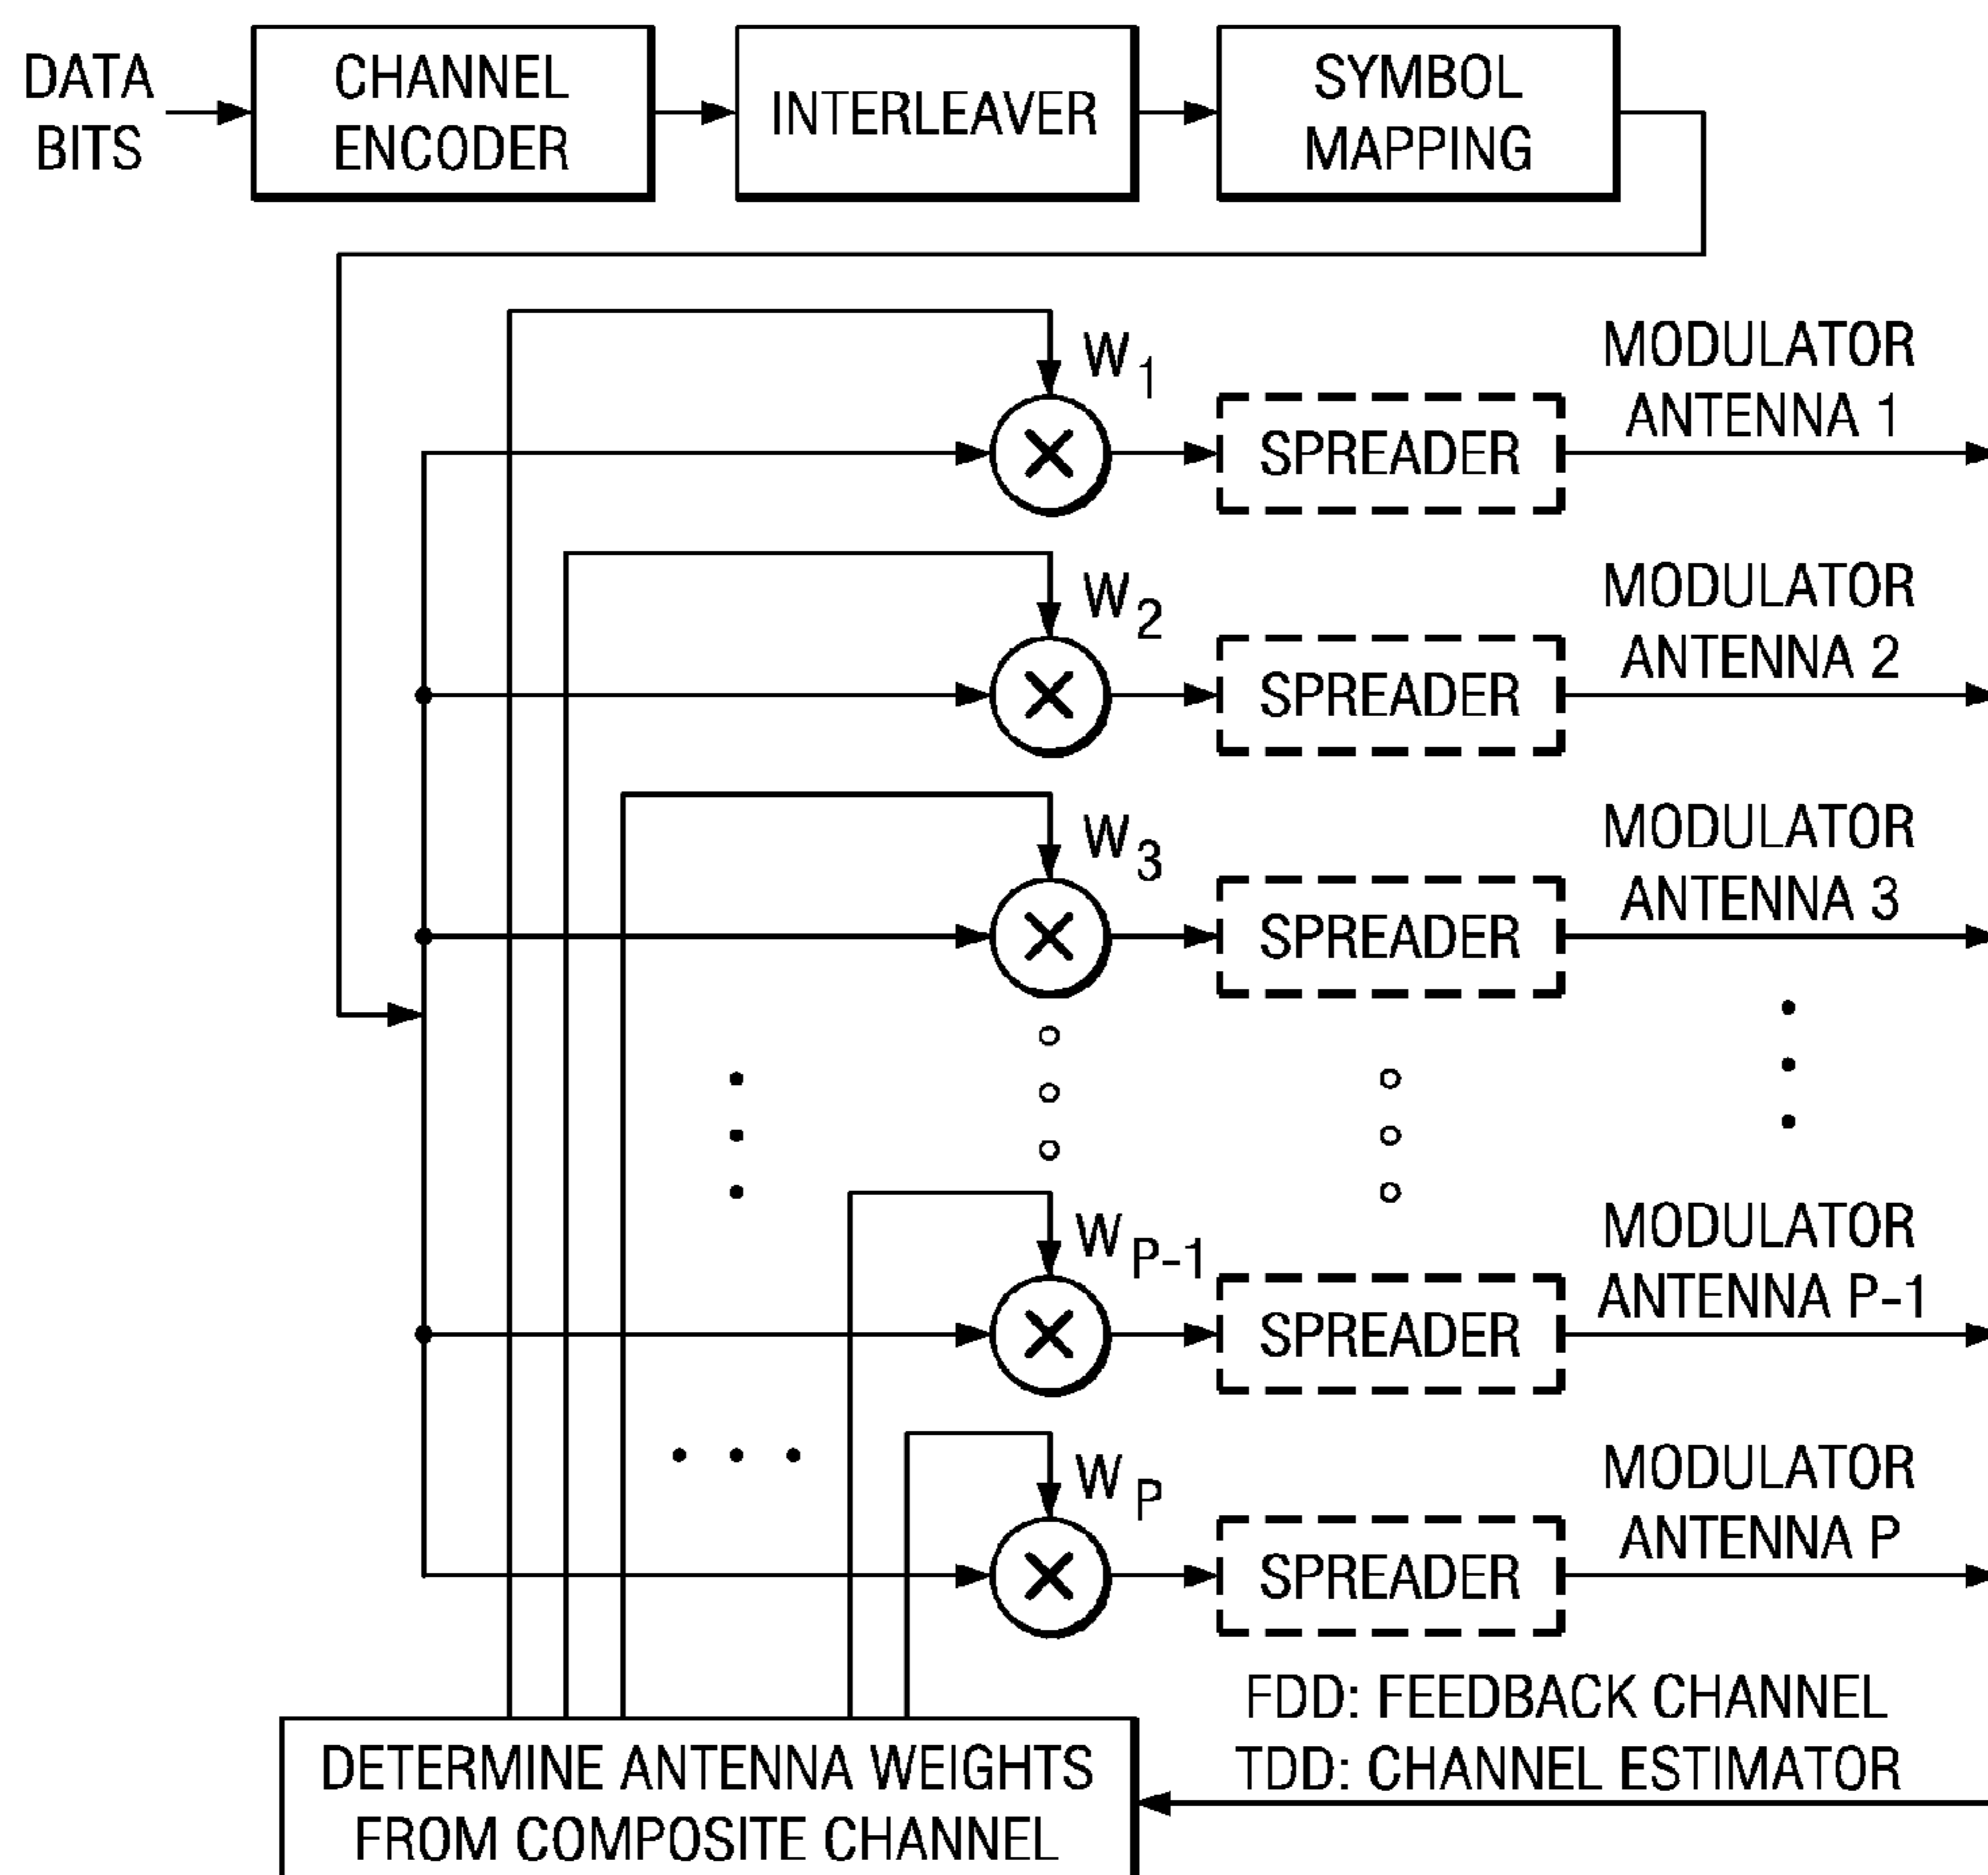 DATA
BITS
CHANNEL
ENCODER
INTERLEAVER
SYMBOL
MAPPING
W1
MODULATOR
ANTENNA 1
SPREADER
W2
MODULATOR
ANTENNA 2
SPREADER
W3
MODULATOR
ANTENNA 3
SPREADER
WP-1
MODULATOR
ANTENNA P-1
SPREADER
WP
MODULATOR
ANTENNA P
SPREADER
FDD: FEEDBACK CHANNEL
TDD: CHANNEL ESTIMATOR
DETERMINE ANTENNA WEIGHTS
FROM COMPOSITE CHANNEL